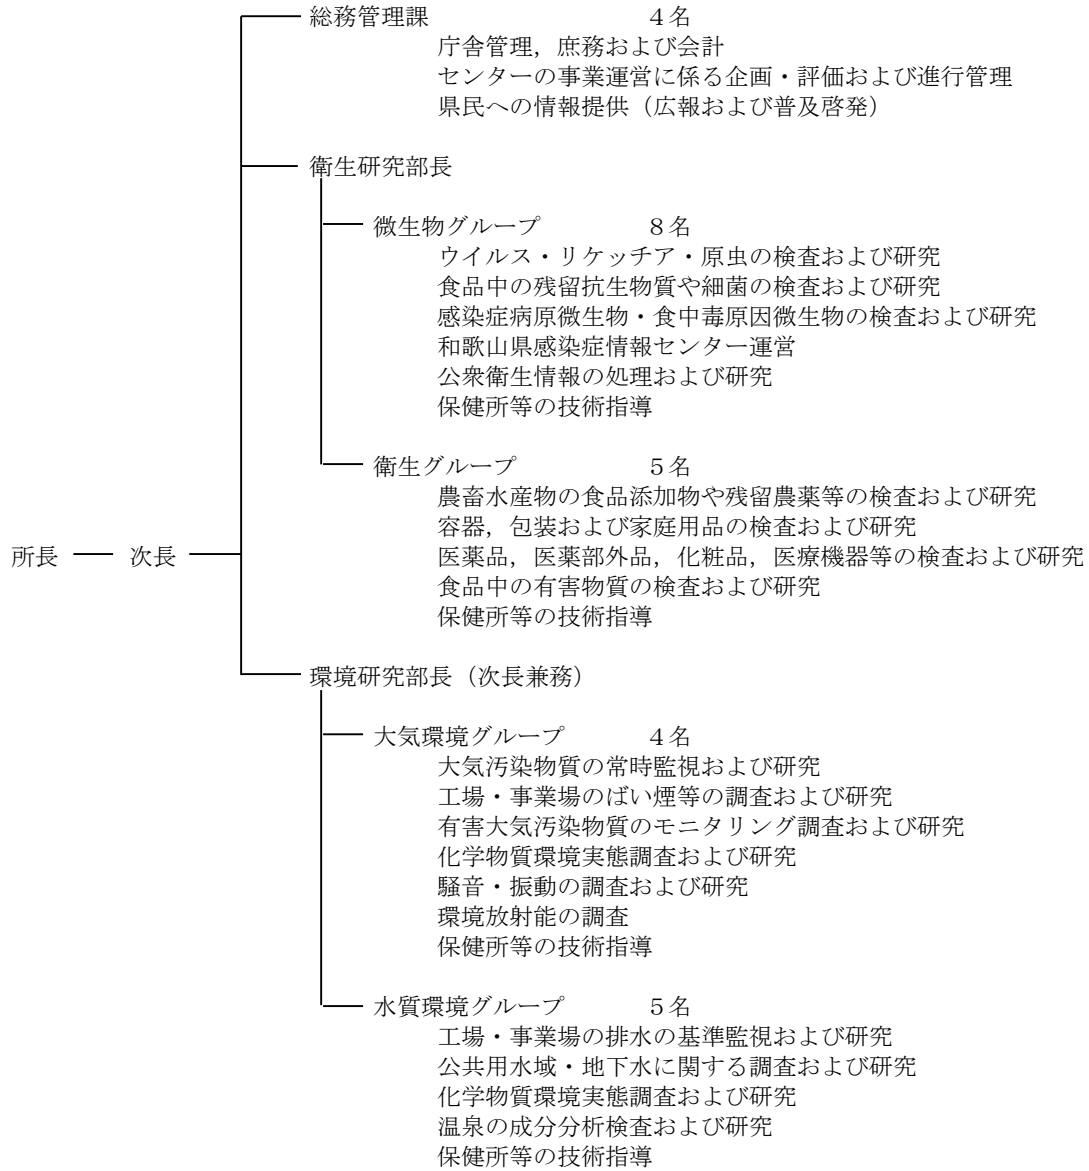 総務管理課　４名
庁舎管理，庶務および会計
センターの事業運営に係る企画・評価および進行管理
県民への情報提供（広報および普及啓発）
衛生研究部長
微生物グループ　８名
ウイルス・リケッチア・原虫の検査および研究
食品中の残留抗生物質や細菌の検査および研究
感染症病原微生物・食中毒原因微生物の検査および研究
和歌山県感染症情報センター運営
公衆衛生情報の処理および研究
保健所等の技術指導
衛生グループ　５名
農畜水産物の食品添加物や残留農薬等の検査および研究
容器，包装および家庭用品の検査および研究
所長　次長　医薬品，医薬部外品，化粧品，医療機器等の検査および研究
食品中の有害物質の検査および研究
保健所等の技術指導
環境研究部長（次長兼務）
大気環境グループ　４名
大気汚染物質の常時監視および研究
工場・事業場のばい煙等の調査および研究
有害大気汚染物質のモニタリング調査および研究
化学物質環境実態調査および研究
騒音・振動の調査および研究
環境放射能の調査
保健所等の技術指導
水質環境グループ　５名
工場・事業場の排水の基準監視および研究
公共用水域・地下水に関する調査および研究
化学物質環境実態調査および研究
温泉の成分分析検査および研究
保健所等の技術指導